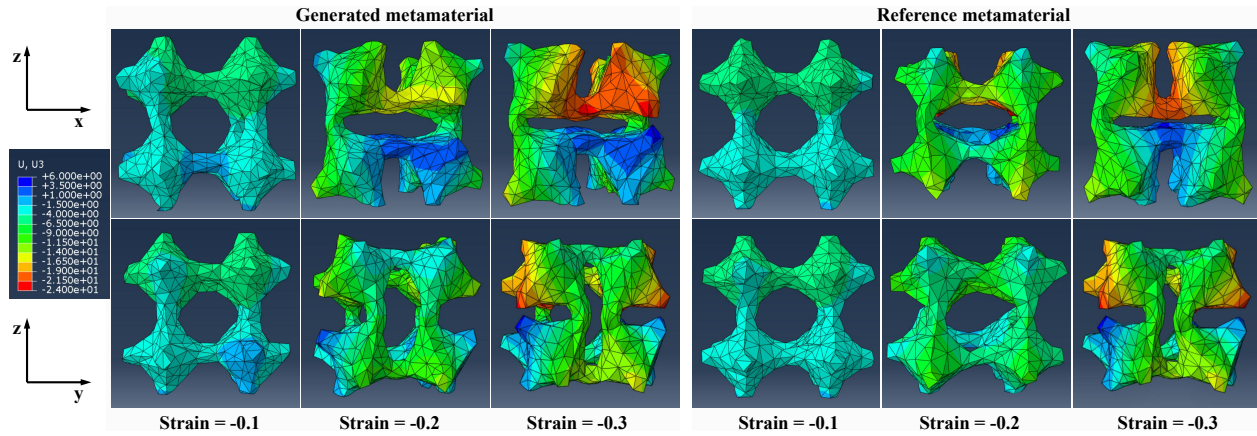 Generated metamaterial
Reference metamaterial
z
x
U, U3
+6.000e+00
+3.500e+00
+1.000e+00
-1.500e+00
-4.000e+00
-6.500e+00
-9.000e+00
-1.150e+01
-1.400e+01
-1.650e+01
-1.900e+01
-2.150e+01
-2.400e+01
z
y
Strain = -0.1
Strain = -0.2
Strain = -0.3
Strain = -0.1
Strain = -0.2
Strain = -0.3